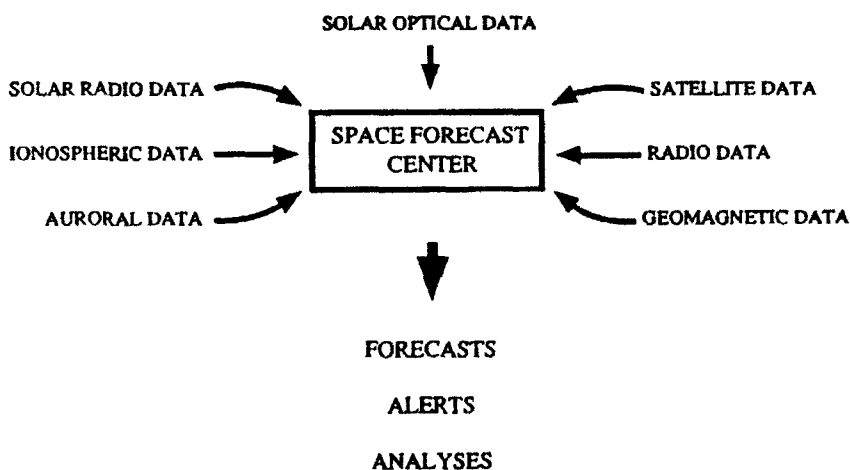 SOLAR OPTICAL DATA
SOLAR RADIO DATA
SATELLITE DATA
SPACE FORECAST
CENTER
IONOSPHERIC DATA
RADIO DATA
AURORAL DATA
GEOMAGNETIC DATA
FORECASTS
ALERTS
ANALYSES